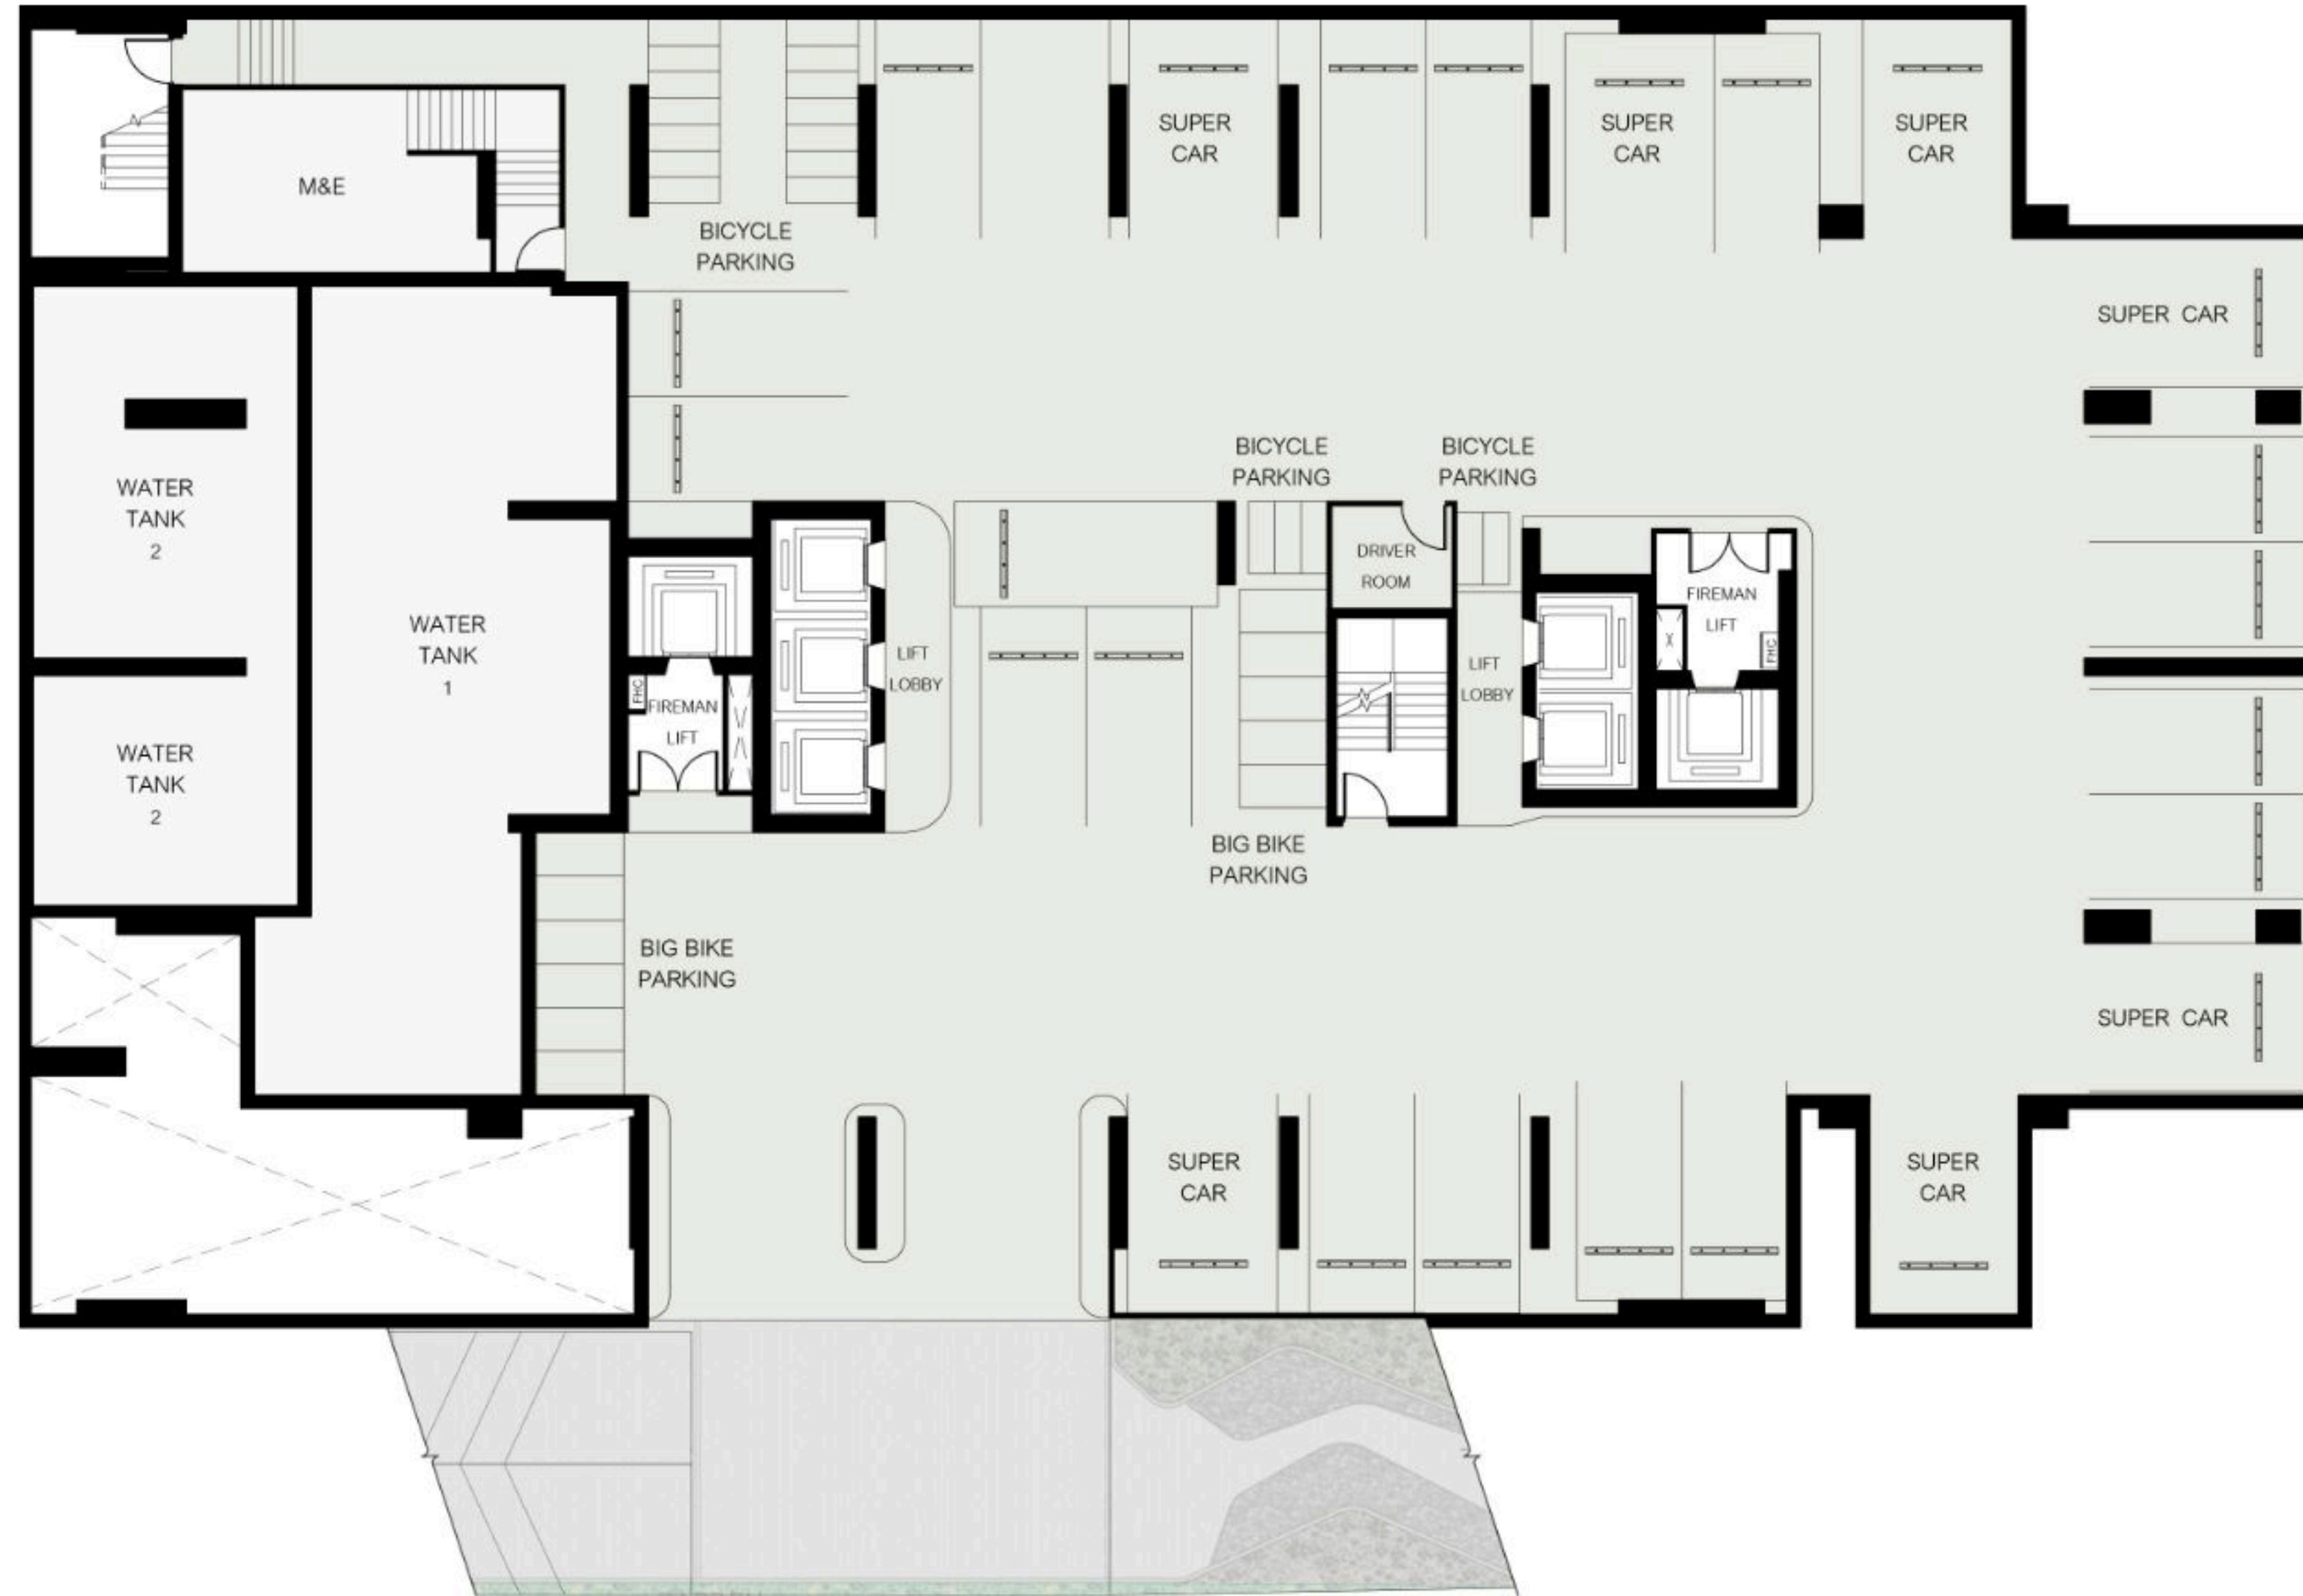 SUPER
CAR
SUPER
CAR
SUPER
CAR
M&E
BICYCLE
PARKING
SUPER CAR
BICYCLE
PARKING
BICYCLE
PARKING
WATER
TANK
2
DRIVER
ROOM
FIREMAN
LIFT
FHC
WATER
TANK
1
LIFT
LOBBY
LIFT
LOBBY
FHC
FIREMAN
LIFT
WATER
TANK
2
BIG BIKE
PARKING
BIG BIKE
PARKING
SUPER CAR
SUPER
CAR
SUPER
CAR